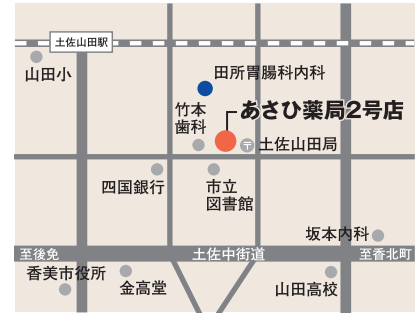 土佐山田駅
山田小
田所胃腸科内科
竹本
歯科
あさひ薬局2号店
〒
土佐山田局
四国銀行
市立
図書館
坂本内科
至後免
土佐中街道
至香北町
香美市役所
金高堂
山田高校